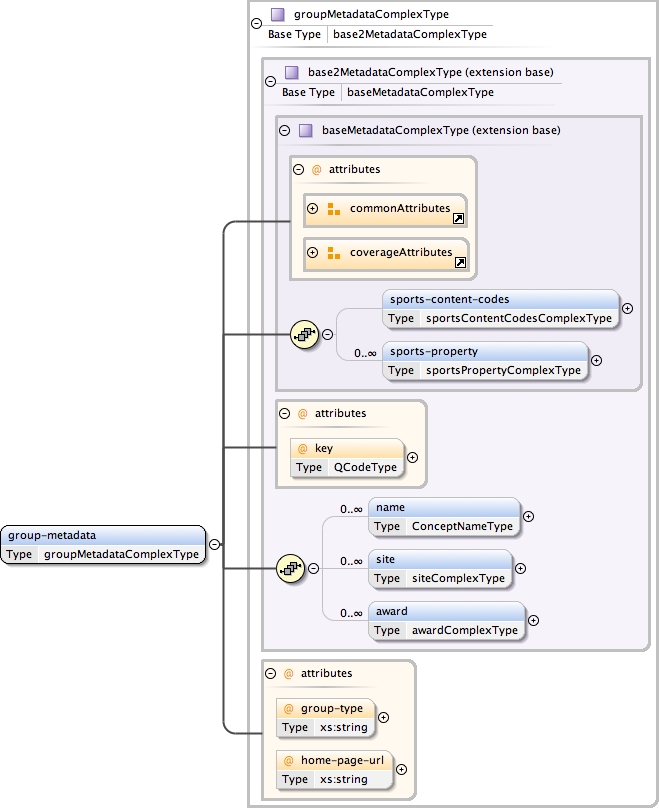 groupMetadataComplexType
Base Type base2MetadataComplexType
base2MetadataComplexType (extension base)
Base Type baseMetadataComplexType
baseMetadataComplexType (extension base)
@ attributes
commonAttributes
coverageAttributes
sports-content-codes
Type sportsContentCodesComplexType
0..∞
sports-property
Type sportsPropertyComplexType
@ attributes
@ key
Type QCodeType
group-metadata
Type groupMetadataComplexType
0..∞
name
Type ConceptNameType
0..∞
site
Type siteComplexType
0..∞
award
Type awardComplexType
@ attributes
@ group-type
Type xs:string
@ home-page-url
Type xs:string